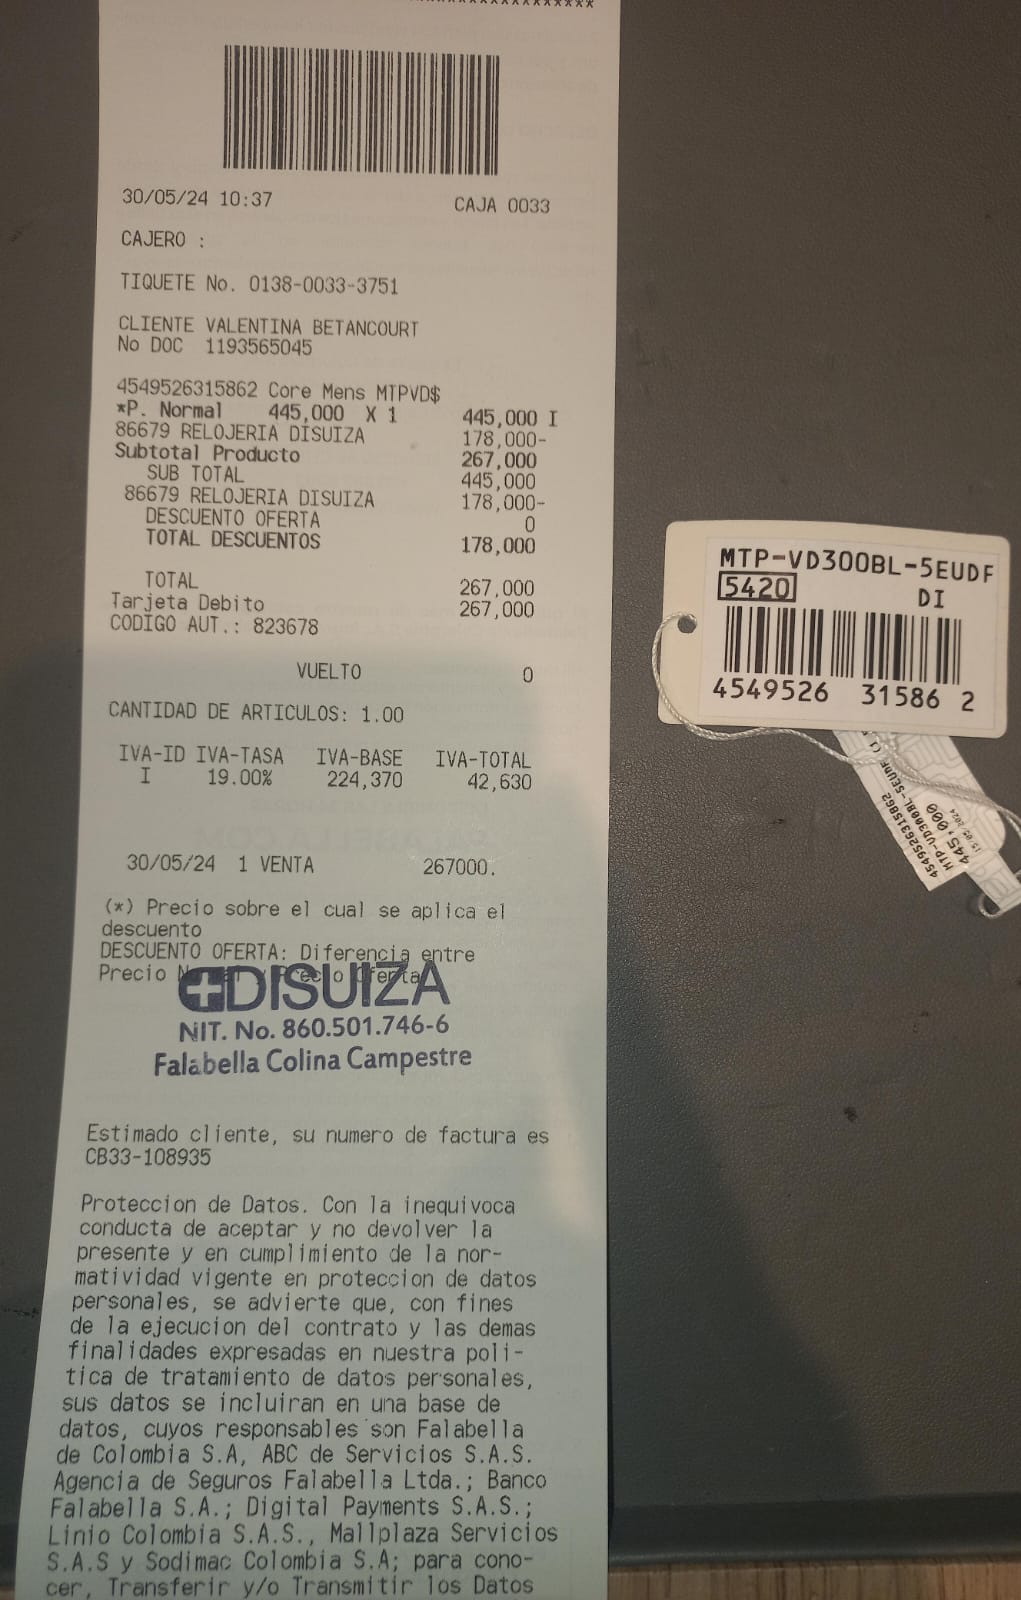 30/05/24 10:37 CAJA 0033
CAJERO :
TIQUETE No. 0138-0033-3751
CLIENTE VALENTINA BETANCOURT
No DOC 1193565045
4549526315862 Core Mens MTPVD$
*P. Normal 445,000 X 1 445,000 I
86679 RELOJERIA DISUIZA 178,000-
Subtotal Producto 267,000
SUB TOTAL 445,000
86679 RELOJERIA DISUIZA 178,000-
DESCUENTO OFERTA 0
TOTAL DESCUENTOS 178,000
TOTAL 267,000
Tarjeta Debito 267,000
CODIGO AUT.: 823678
VUELTO 0
CANTIDAD DE ARTICULOS: 1.00
IVA-ID IVA-TASA IVA-BASE IVA-TOTAL
I 19.00% 224,370 42,630
30/05/24 1 VENTA 267000.
(*) Precio sobre el cual se aplica el
descuento
DESCUENTO OFERTA: Diferencia entre
Precio Normal y Precio Oferta
DISUIZA
NIT. No. 860.501.746-6
Falabella Colina Campestre
Estimado cliente, su numero de factura es
CB33-108935
Proteccion de Datos. Con la inequivoca
conducta de aceptar y no devolver la
presente y en cumplimiento de la nor-
matividad vigente en proteccion de datos
personales, se advierte que, con fines
de la ejecucion del contrato y las demas
finalidades expresadas en nuestra poli-
tica de tratamiento de datos personales,
sus datos se incluiran en una base de
datos, cuyos responsables son Falabella
de Colombia S.A, ABC de Servicios S.A.S.
Agencia de Seguros Falabella Ltda.; Banco
Falabella S.A.; Digital Payments S.A.S.;
Linio Colombia S.A.S., Mallplaza Servicios
S.A.S y Sodimac Colombia S.A; para cono-
cer, Transferir y/o Transmitir los Datos
MTP-VD300BL-5EUDF
5420 DI
4549526 31586 2
4549526315862
MTP-VD300BL-5EUDF
445,000